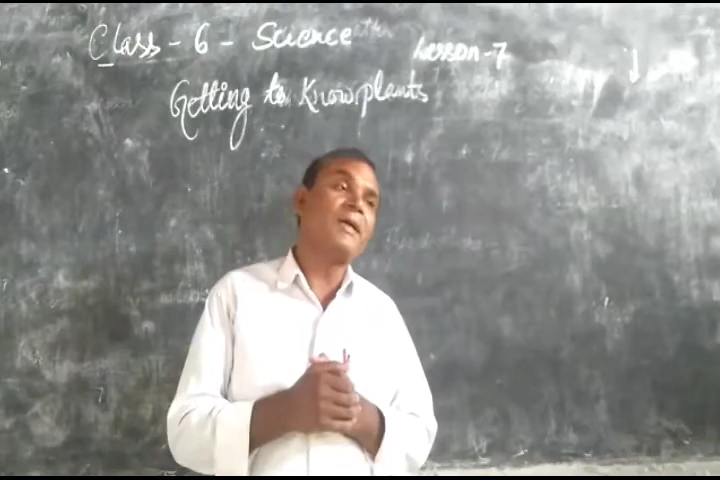 Class - 6 - Science Lesson - 7
Getting to Know plants